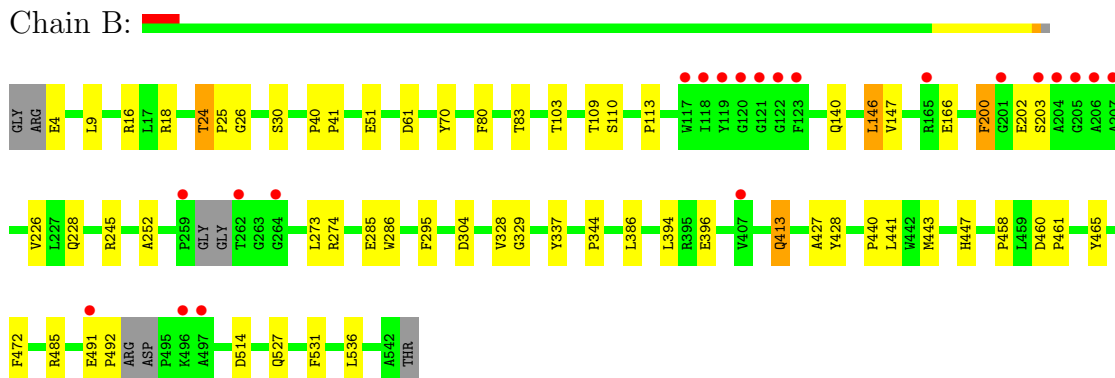 Chain B:
GLY ARG E4 L9 R16 L17 R18 T24 P25 G26 S30 P40 P41 E51 D61 Y70 F80 T83 T103 T109 S110 P113 W117 I118 Y119 G120 G121 G122 F123 Q140 L146 V147 R165 E166 F200 G201 E202 S203 A204 G205 A206 A207
V226 L227 Q228 R245 A252 P259 GLY GLY T262 G263 G264 L273 R274 E285 W286 F295 D304 V328 G329 Y337 P344 L386 L394 R395 E396 V407 Q413 A427 Y428 P440 L441 W442 M443 H447 P458 L459 D460 P461 Y465
F472 R485 E491 P492 ARG ASP P495 K496 A497 D514 Q527 F531 L536 A542 THR